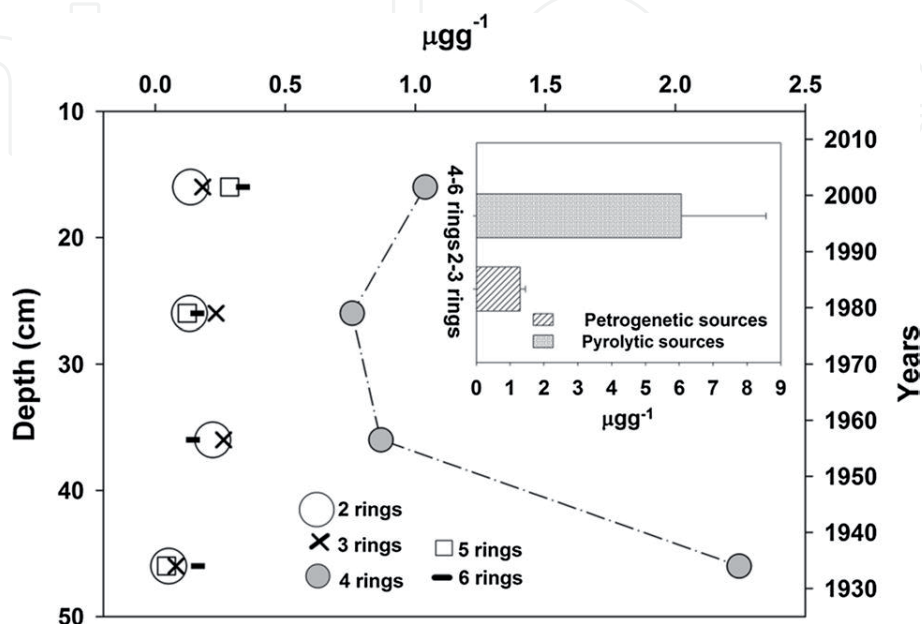 μgg-1
0.0 0.5 1.0 1.5 2.0 2.5
10
20
30
40
50
Depth (cm)
2010
2000
1990
1980
1970
1960
1950
1940
1930
Years
4-6 rings 2-3 rings
Petrogenetic sources
Pyrolytic sources
0 1 2 3 4 5 6 7 8 9
μgg-1
2 rings
3 rings
4 rings
5 rings
6 rings